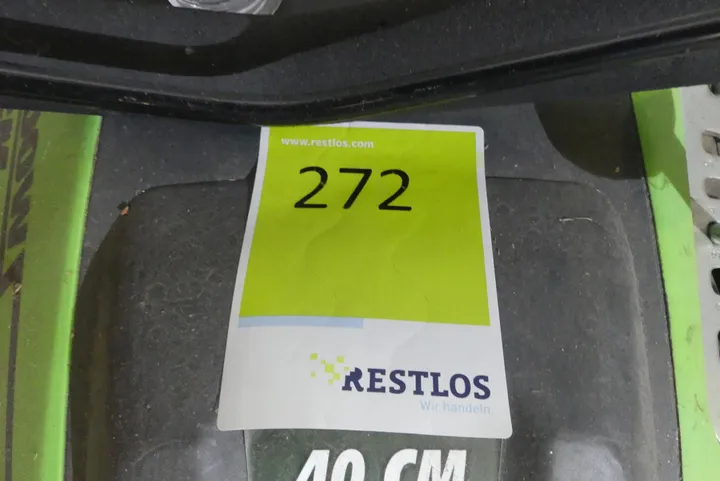 www.restlos.com
272
RESTLOS
Wir handeln
40 CM